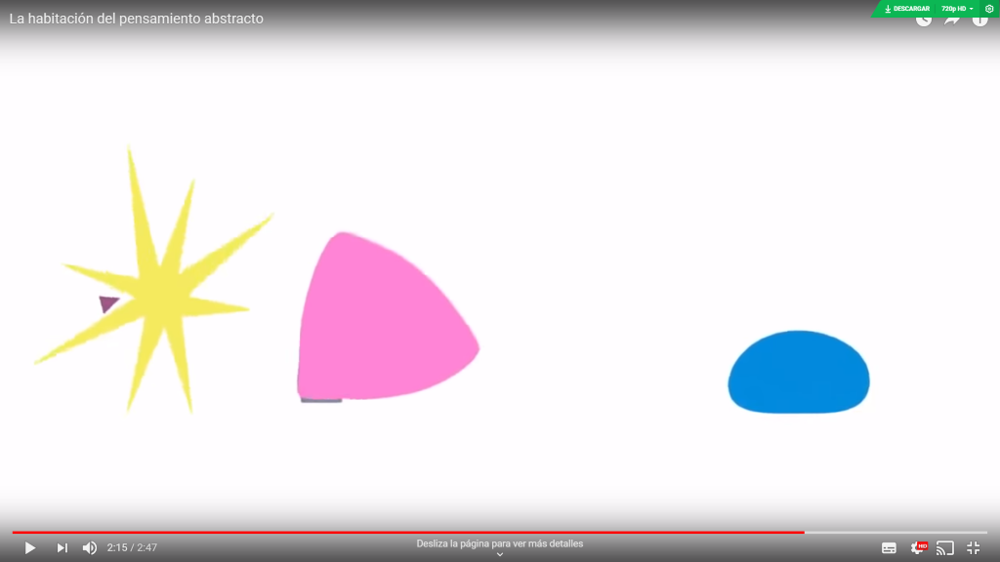 La habitación del pensamiento abstracto
DESCARGAR 720p HD
2:15 / 2:47
Desliza la página para ver más detalles
HD